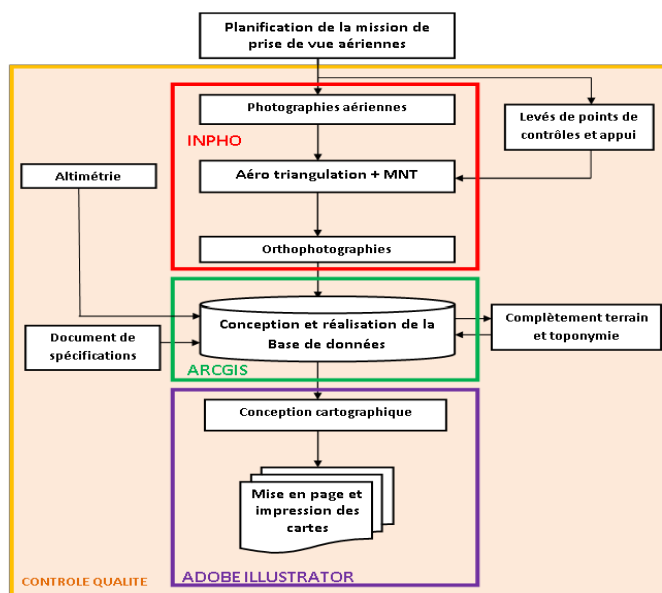 Planification de la mission de
prise de vue aériennes
Photographies aériennes
Levés de points de
contrôles et appui
INPHO
Altimétrie
Aéro triangulation + MNT
Orthophotographies
Conception et réalisation de la
Base de données
Complètement terrain
et toponymie
Document de
spécifications
ARCGIS
Conception cartographique
Mise en page et
impression des
cartes
CONTROLE QUALITE
ADOBE ILLUSTRATOR